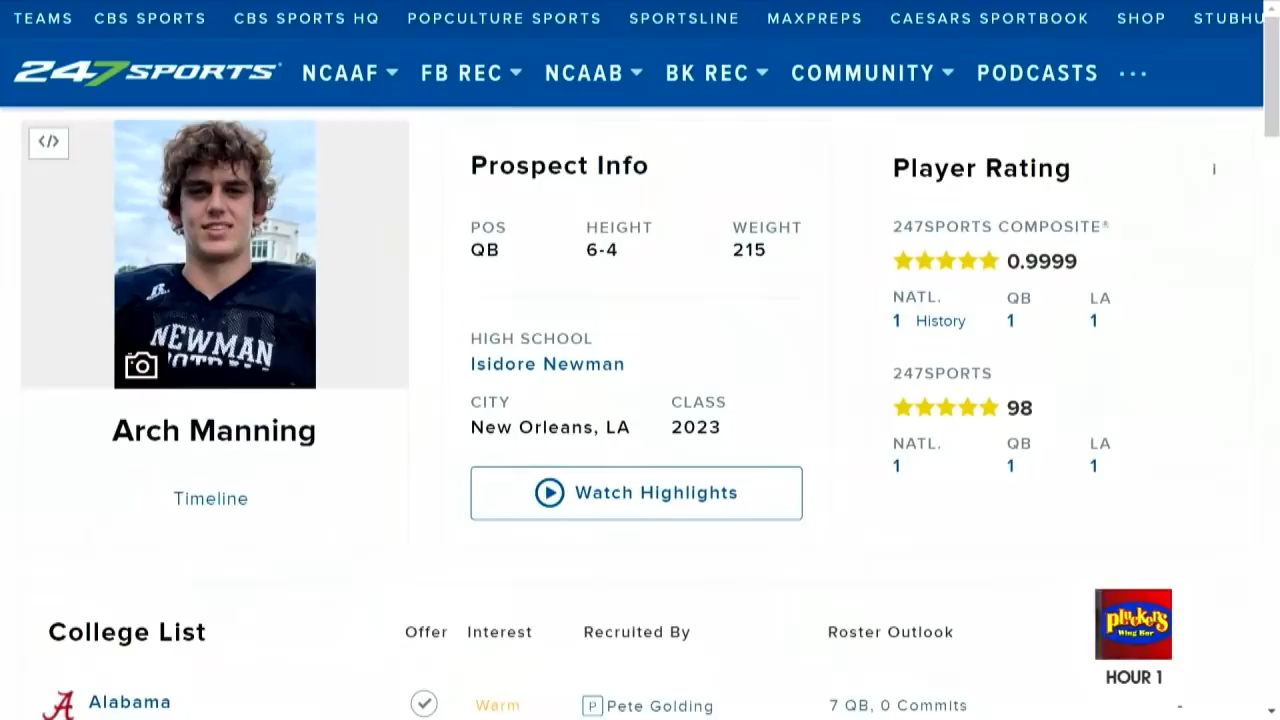 TEAMS CBS SPORTS CBS SPORTS HQ POPCULTURE SPORTS SPORTSLINE MAXPREPS CAESARS SPORTBOOK SHOP STUBHU
247SPORTS NCAAF FB REC NCAAB BK REC COMMUNITY PODCASTS ...
</>
NEWMAN
Arch Manning
Timeline
Prospect Info
POS HEIGHT WEIGHT
QB 6-4 215
HIGH SCHOOL
Isidore Newman
CITY CLASS
New Orleans, LA 2023
Watch Highlights
Player Rating i
247SPORTS COMPOSITE®
0.9999
NATL. QB LA
1 History 1 1
247SPORTS
98
NATL. QB LA
1 1 1
College List Offer Interest Recruited By Roster Outlook
A Alabama Warm P Pete Golding 7 QB, 0 Commits -
pluckers
Wing Bar
HOUR 1